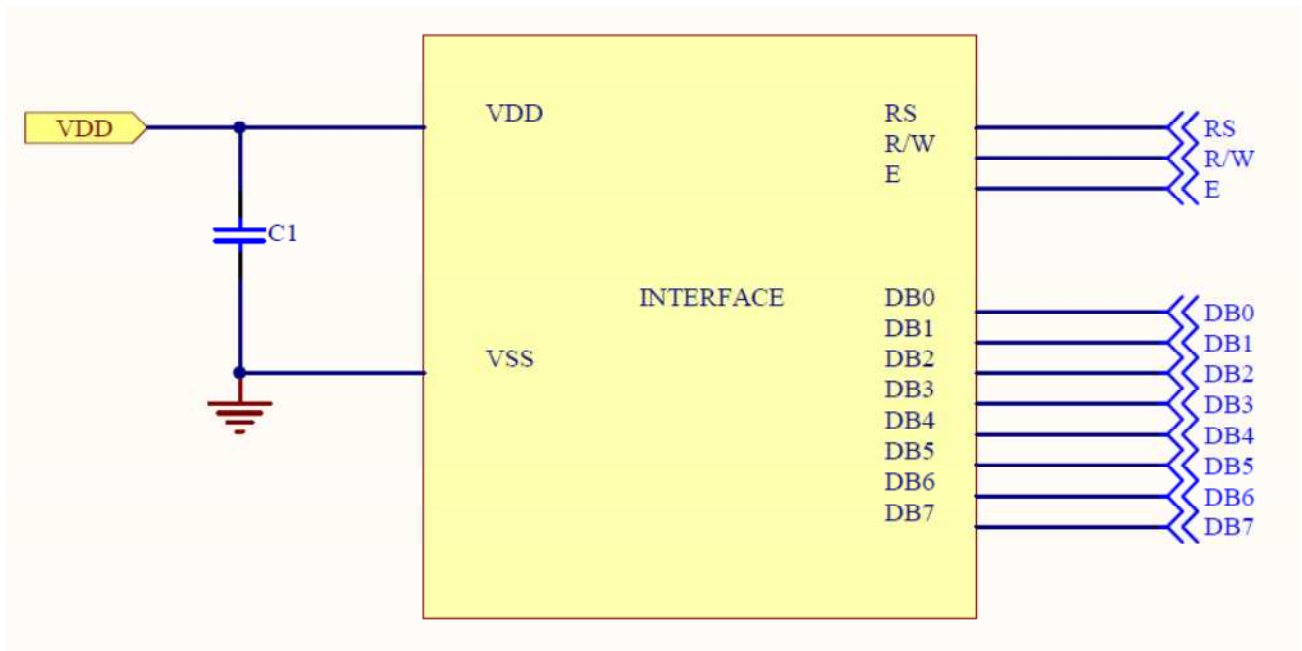 VDD
C1
VDD
VSS
INTERFACE
RS
R/W
E
DB0
DB1
DB2
DB3
DB4
DB5
DB6
DB7
RS
R/W
E
DB0
DB1
DB2
DB3
DB4
DB5
DB6
DB7